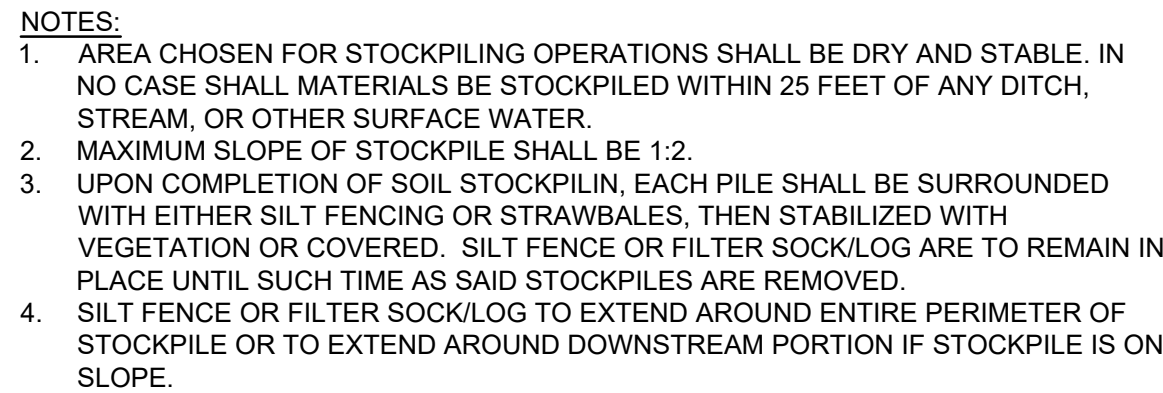 NOTES:
1. AREA CHOSEN FOR STOCKPILING OPERATIONS SHALL BE DRY AND STABLE. IN
NO CASE SHALL MATERIALS BE STOCKPILED WITHIN 25 FEET OF ANY DITCH,
STREAM, OR OTHER SURFACE WATER.
2. MAXIMUM SLOPE OF STOCKPILE SHALL BE 1:2.
3. UPON COMPLETION OF SOIL STOCKPILIN, EACH PILE SHALL BE SURROUNDED
WITH EITHER SILT FENCING OR STRAWBALES, THEN STABILIZED WITH
VEGETATION OR COVERED. SILT FENCE OR FILTER SOCK/LOG ARE TO REMAIN IN
PLACE UNTIL SUCH TIME AS SAID STOCKPILES ARE REMOVED.
4. SILT FENCE OR FILTER SOCK/LOG TO EXTEND AROUND ENTIRE PERIMETER OF
STOCKPILE OR TO EXTEND AROUND DOWNSTREAM PORTION IF STOCKPILE IS ON
SLOPE.